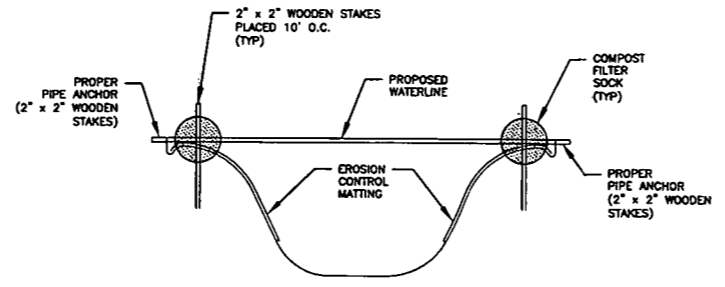 2" x 2" WOODEN STAKES
PLACED 10' O.C.
(TYP)
PROPER
PIPE ANCHOR
(2" x 2" WOODEN
STAKES)
PROPOSED
WATERLINE
COMPOST
FILTER
SOCK
(TYP)
EROSION
CONTROL
MATTING
PROPER
PIPE ANCHOR
(2" x 2" WOODEN
STAKES)